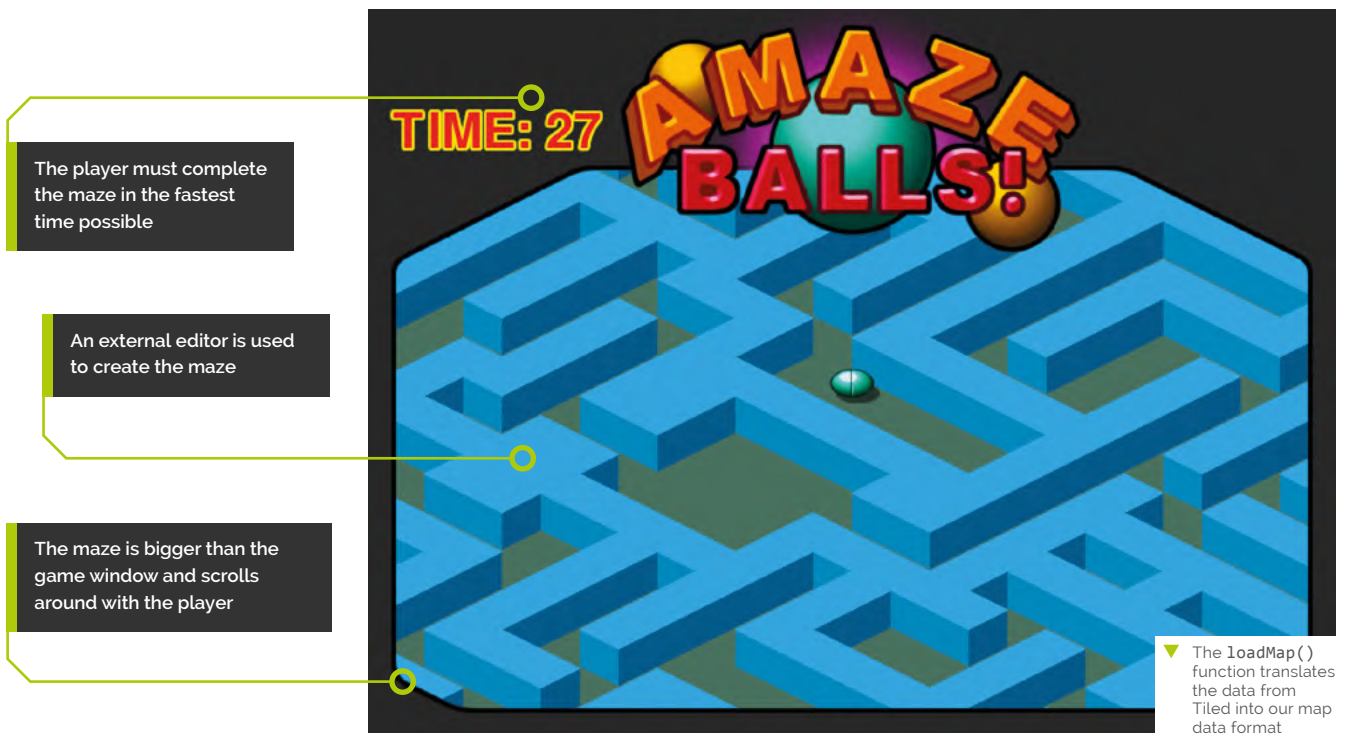 AMAZE
BALLS!
TIME: 27
The player must complete
the maze in the fastest
time possible
An external editor is used
to create the maze
The maze is bigger than the
game window and scrolls
around with the player
The loadMap()
function translates
the data from
Tiled into our map
data format